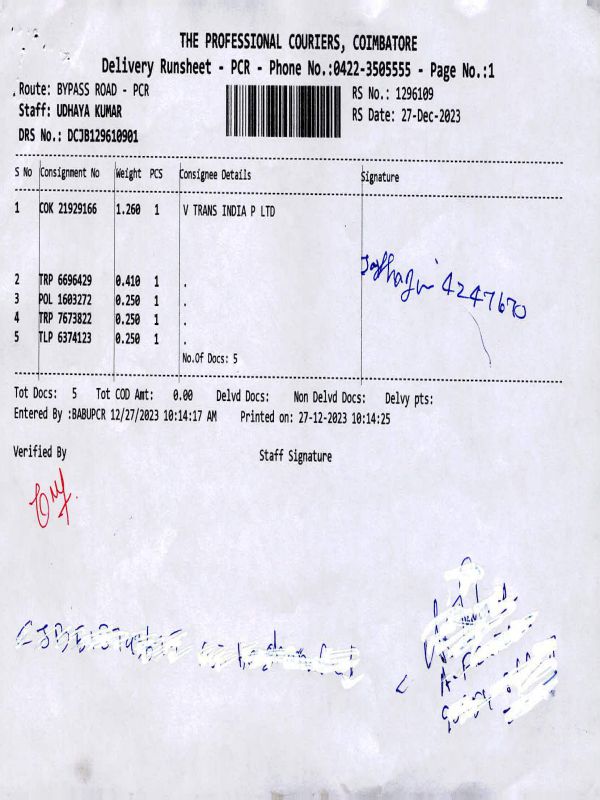 THE PROFESSIONAL COURIERS, COIMBATORE
Delivery Runsheet - PCR - Phone No.:0422-3505555 - Page No.:1
Route: BYPASS ROAD - PCR RS No.: 1296109
Staff: UDHAYA KUMAR RS Date: 27-Dec-2023
DRS No.: DCJB129610901
S No Consignment No Weight PCS Consignee Details Signature
1 COK 21929166 1.260 1 V TRANS INDIA P LTD
4247670
2 TRP 6696429 0.410 1 .
3 POL 1603272 0.250 1 .
4 TRP 7673822 0.250 1 .
5 TLP 6374123 0.250 1 .
No.Of Docs: 5
Tot Docs: 5 Tot COD Amt: 0.00 Delvd Docs: Non Delvd Docs: Delvy pts:
Entered By :BABUPCR 12/27/2023 10:14:17 AM Printed on: 27-12-2023 10:14:25
Verified By Staff Signature